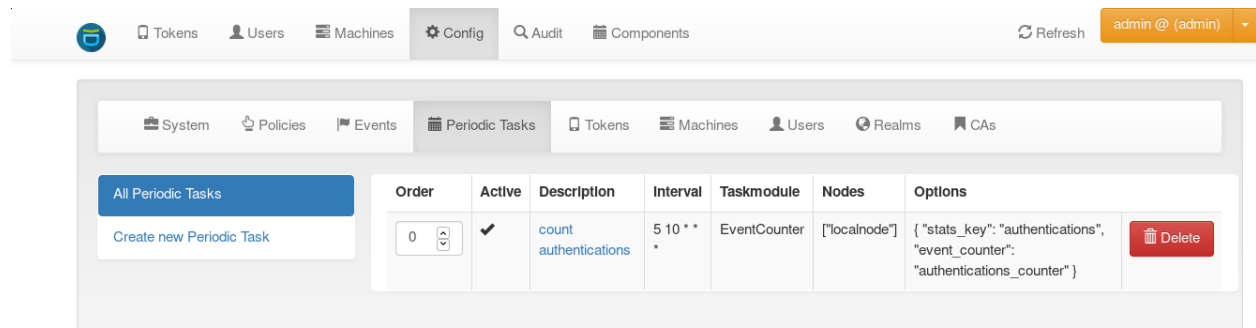 Tokens Users Machines Config Audit Components Refresh admin @ (admin)
System Policies Events Periodic Tasks Tokens Machines Users Realms CAs
All Periodic Tasks
Create new Periodic Task
Order Active Description Interval Taskmodule Nodes Options
0 count 5 10 * * EventCounter ["localnode"] { "stats_key": "authentications", Delete
authentications * "event_counter":
"authentications_counter" }